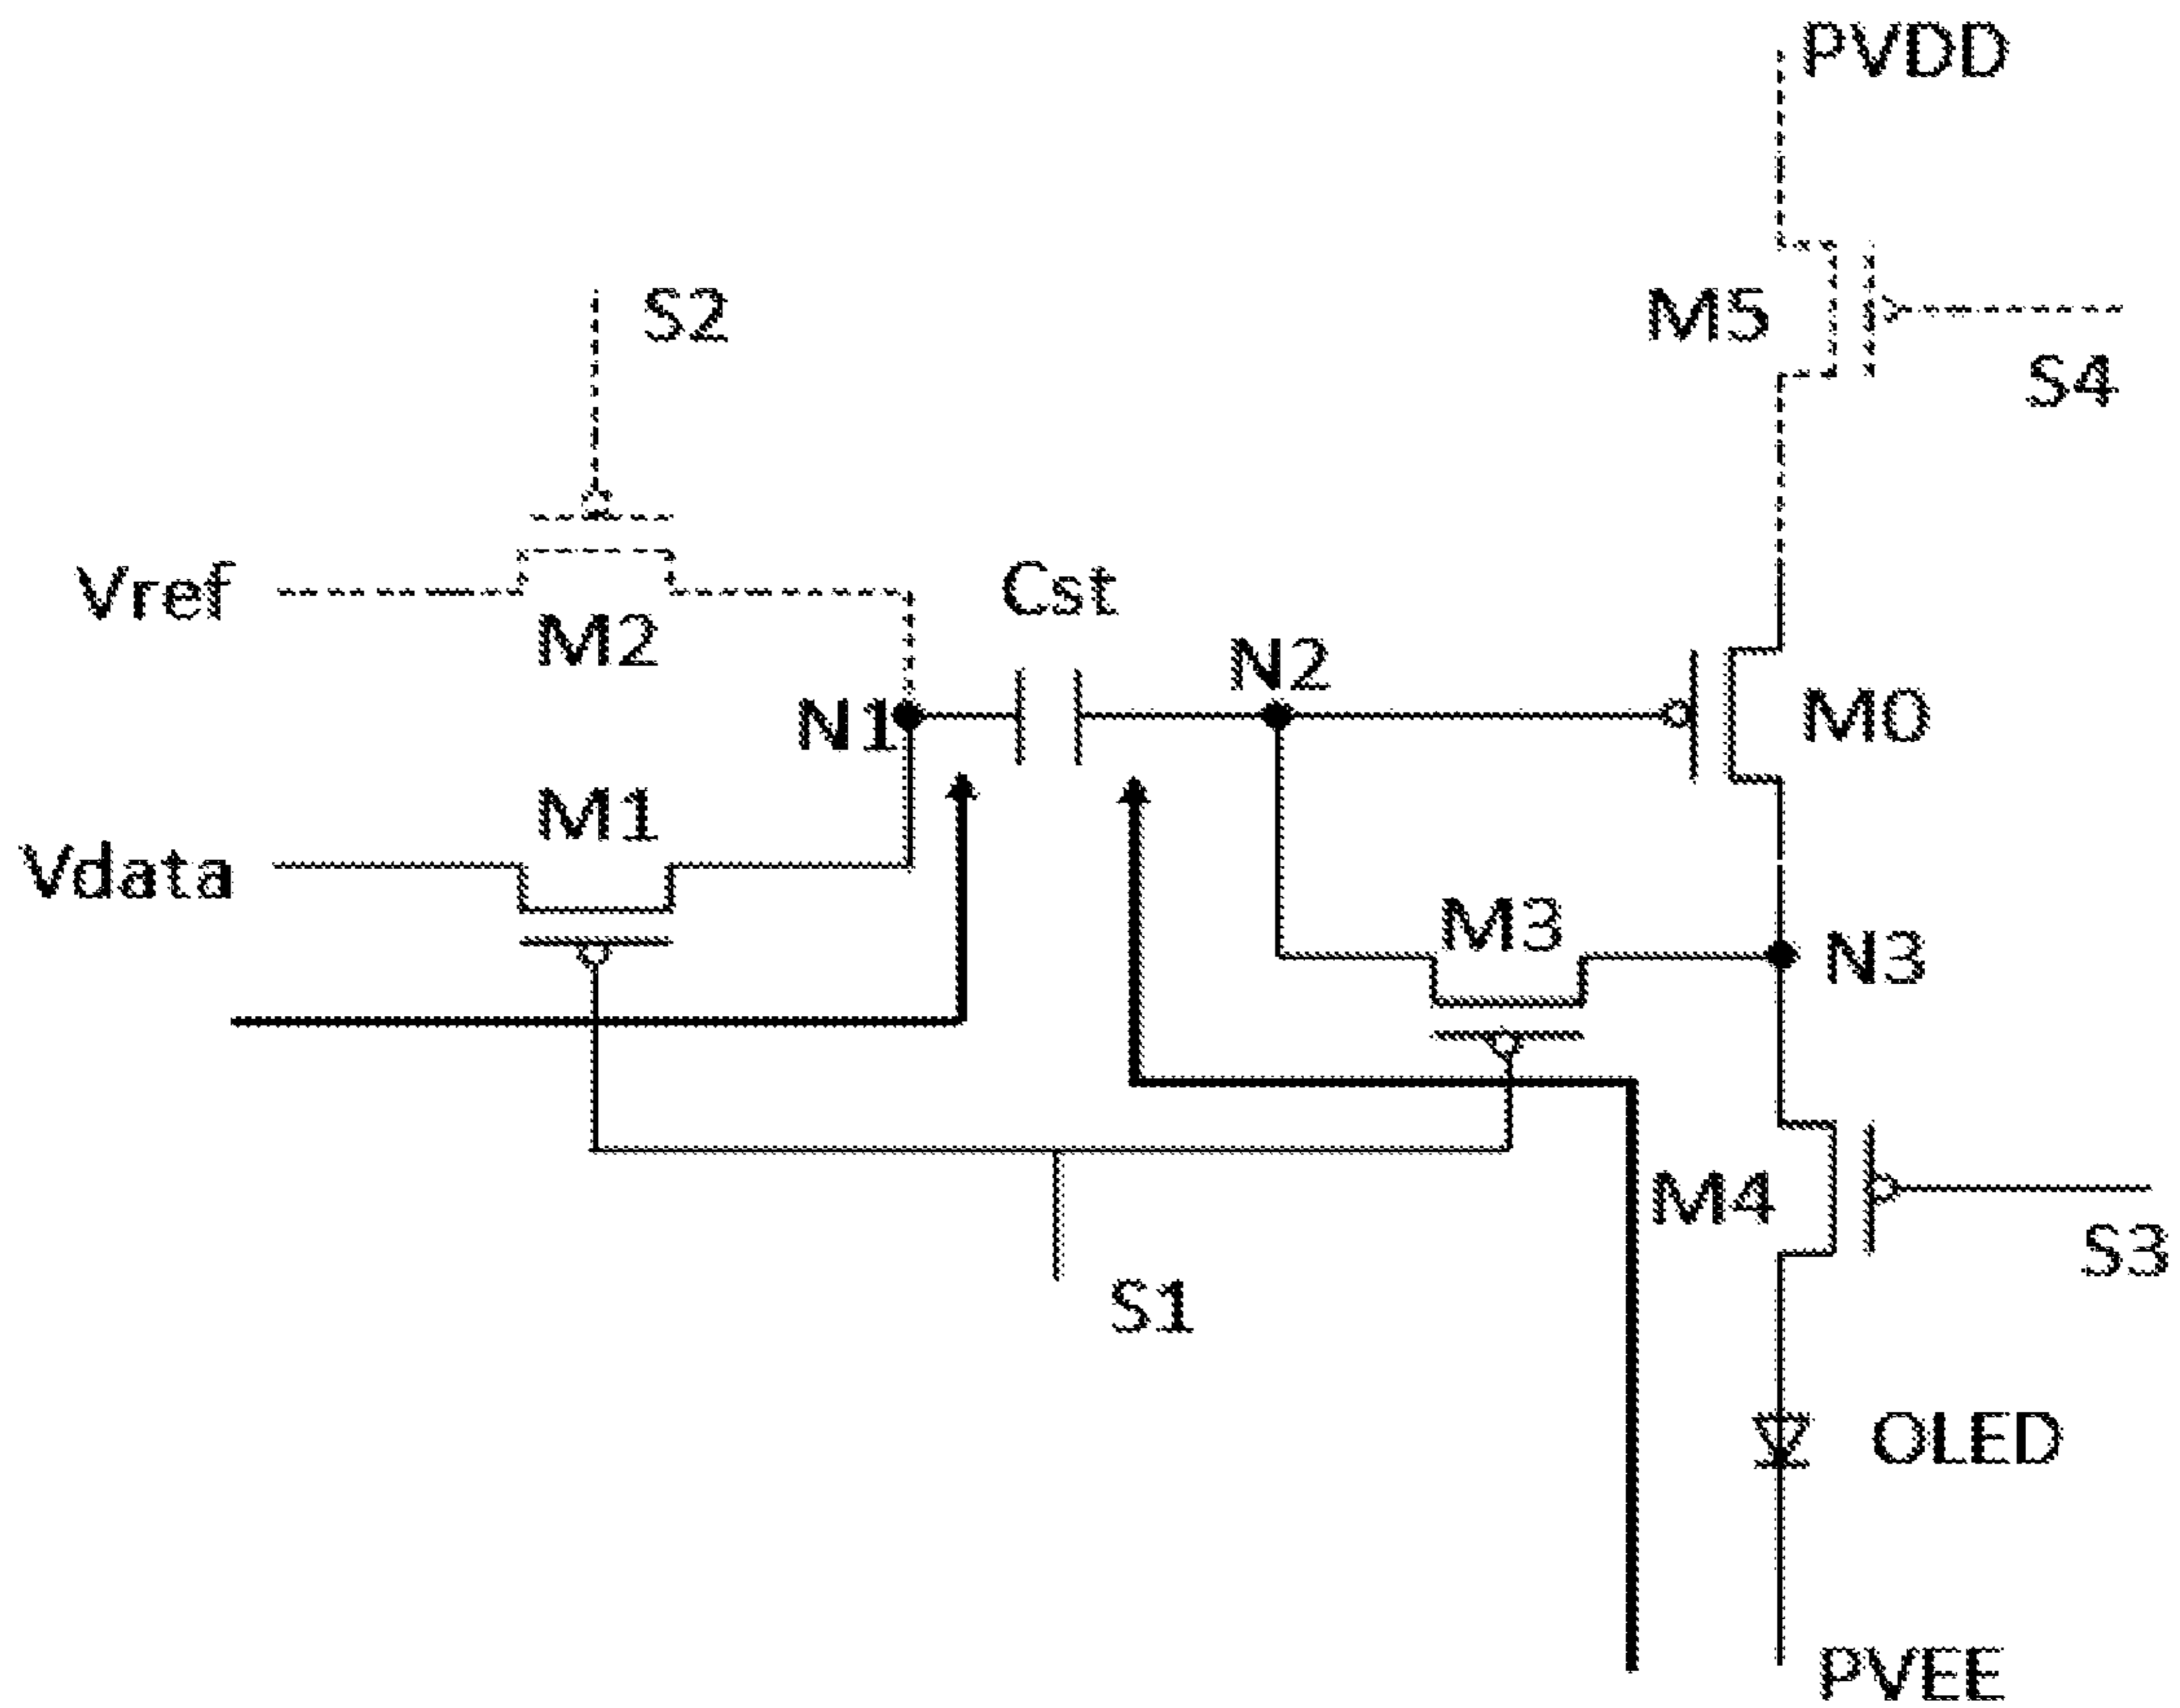 PVDD
S2
M5
S4
Vref
Cst
M2
N2
N1
M0
M1
Vdata
M3
N3
M4
S3
S1
OLED
PVEE